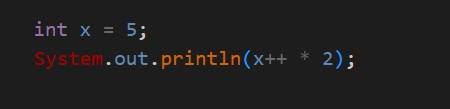 int x = 5;
System.out.println(x++ * 2);